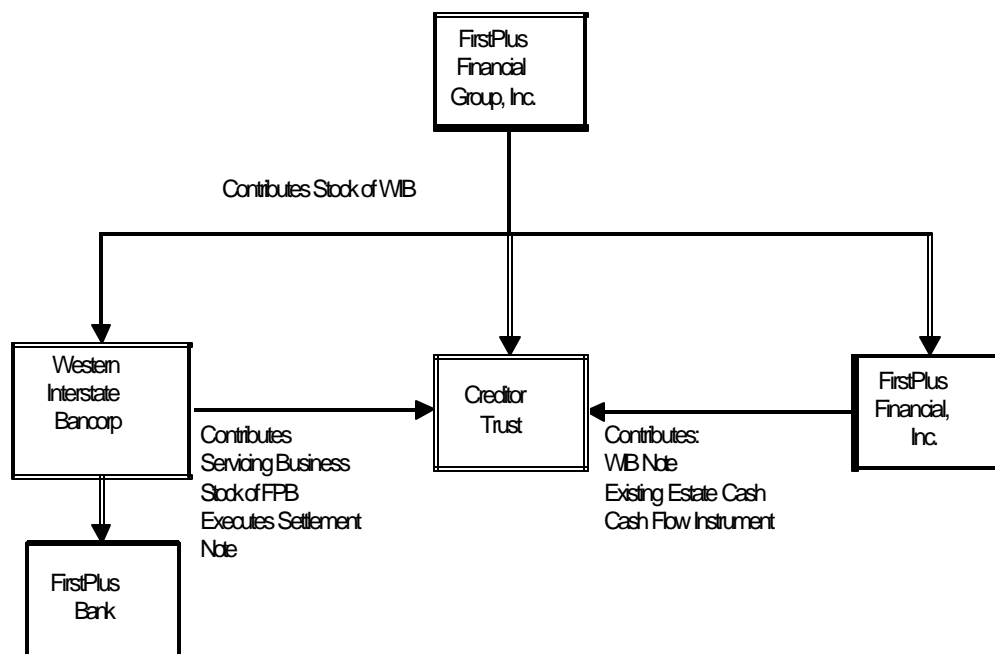 FirstPlus
Financial
Group, Inc.
Contributes Stock of WIB
Western
Interstate
Bancorp
Creditor
Trust
FirstPlus
Financial,
Inc.
Contributes
Servicing Business
Stock of FPB
Executes Settlement
Note
Contributes:
WIB Note
Existing Estate Cash
Cash Flow Instrument
FirstPlus
Bank